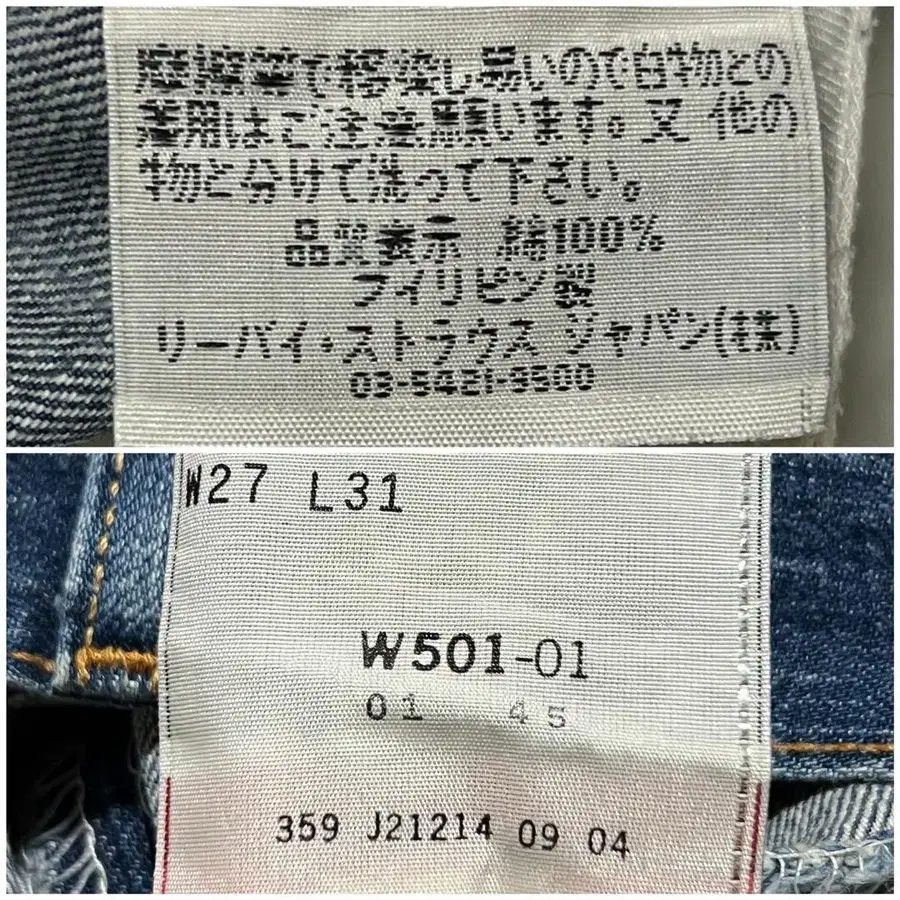 摩擦等で移染し易いので白物との
着用はご注意願います。又 他の
物と分けて洗って下さい。
品質表示 綿100%
フィリピン製
リーバイ・ストラウス ジャパン(株)
03-5421-9500
W27 L31
W501-01
01 45
359 J21214 09 04